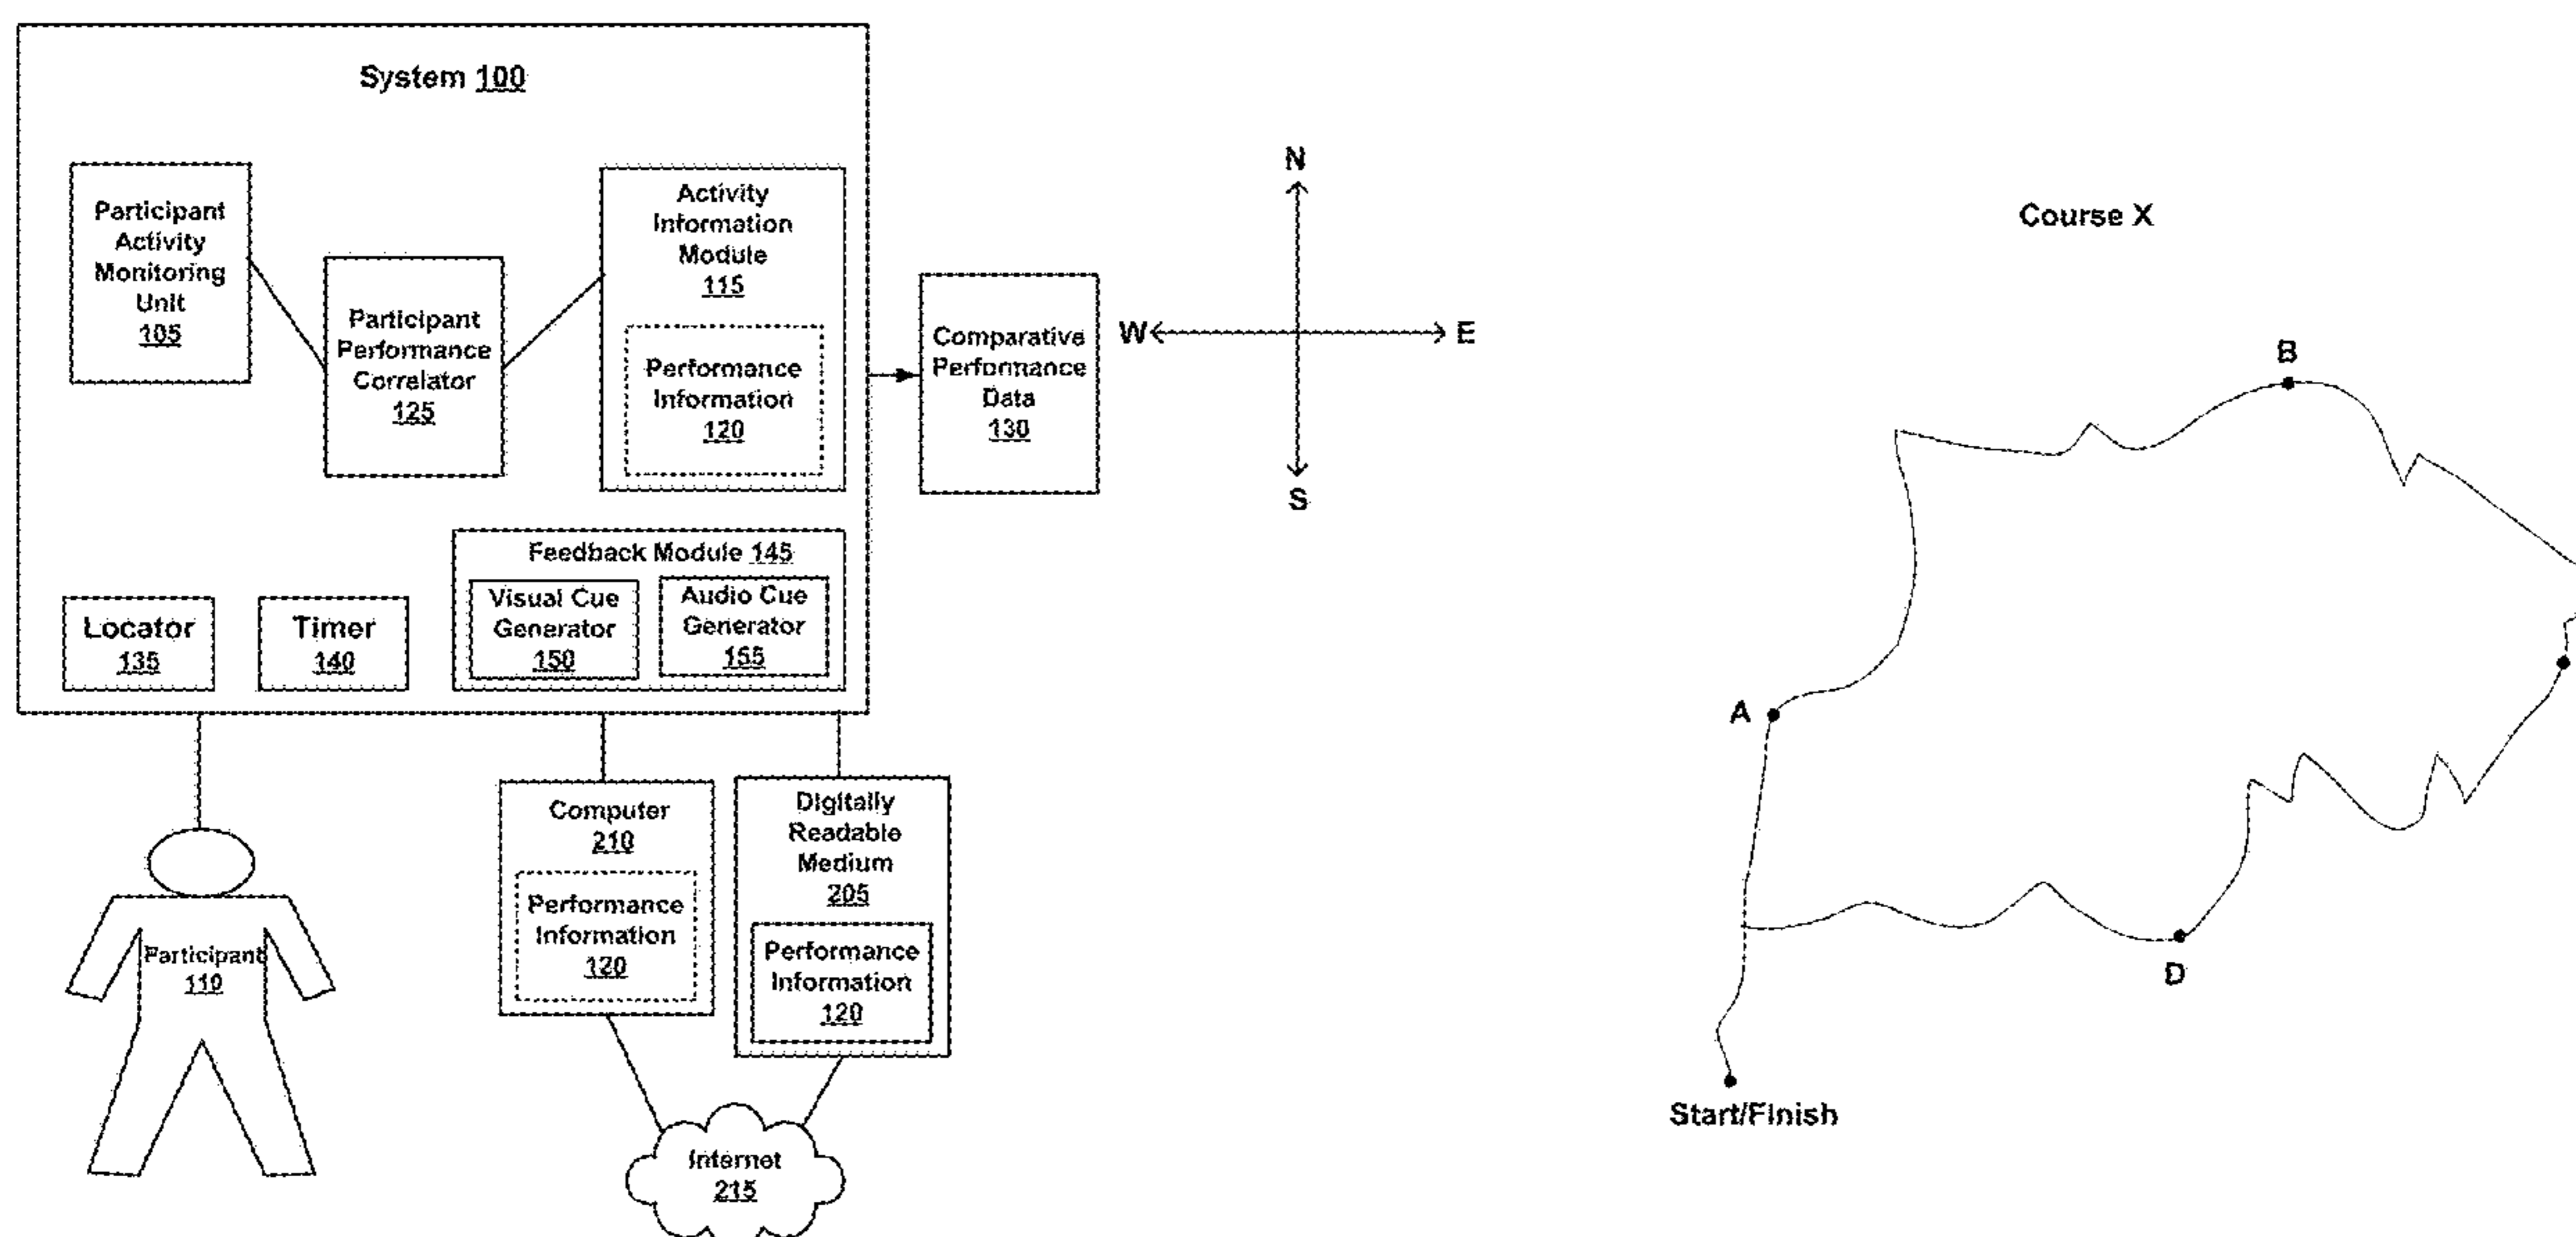 System 100
Participant
Activity
Monitoring
Unit
105
Participant
Performance
Correlator
125
Activity
Information
Module
115
Performance
Information
120
Comparative
Performance
Data
130
Locator
135
Timer
140
Feedback Module 145
Visual Cue
Generator
150
Audio Cue
Generator
155
Participant
110
Computer
210
Performance
Information
120
Digitally
Readable
Medium
205
Performance
Information
120
Internet
215
N
W
E
S
Course X
B
A
D
Start/Finish